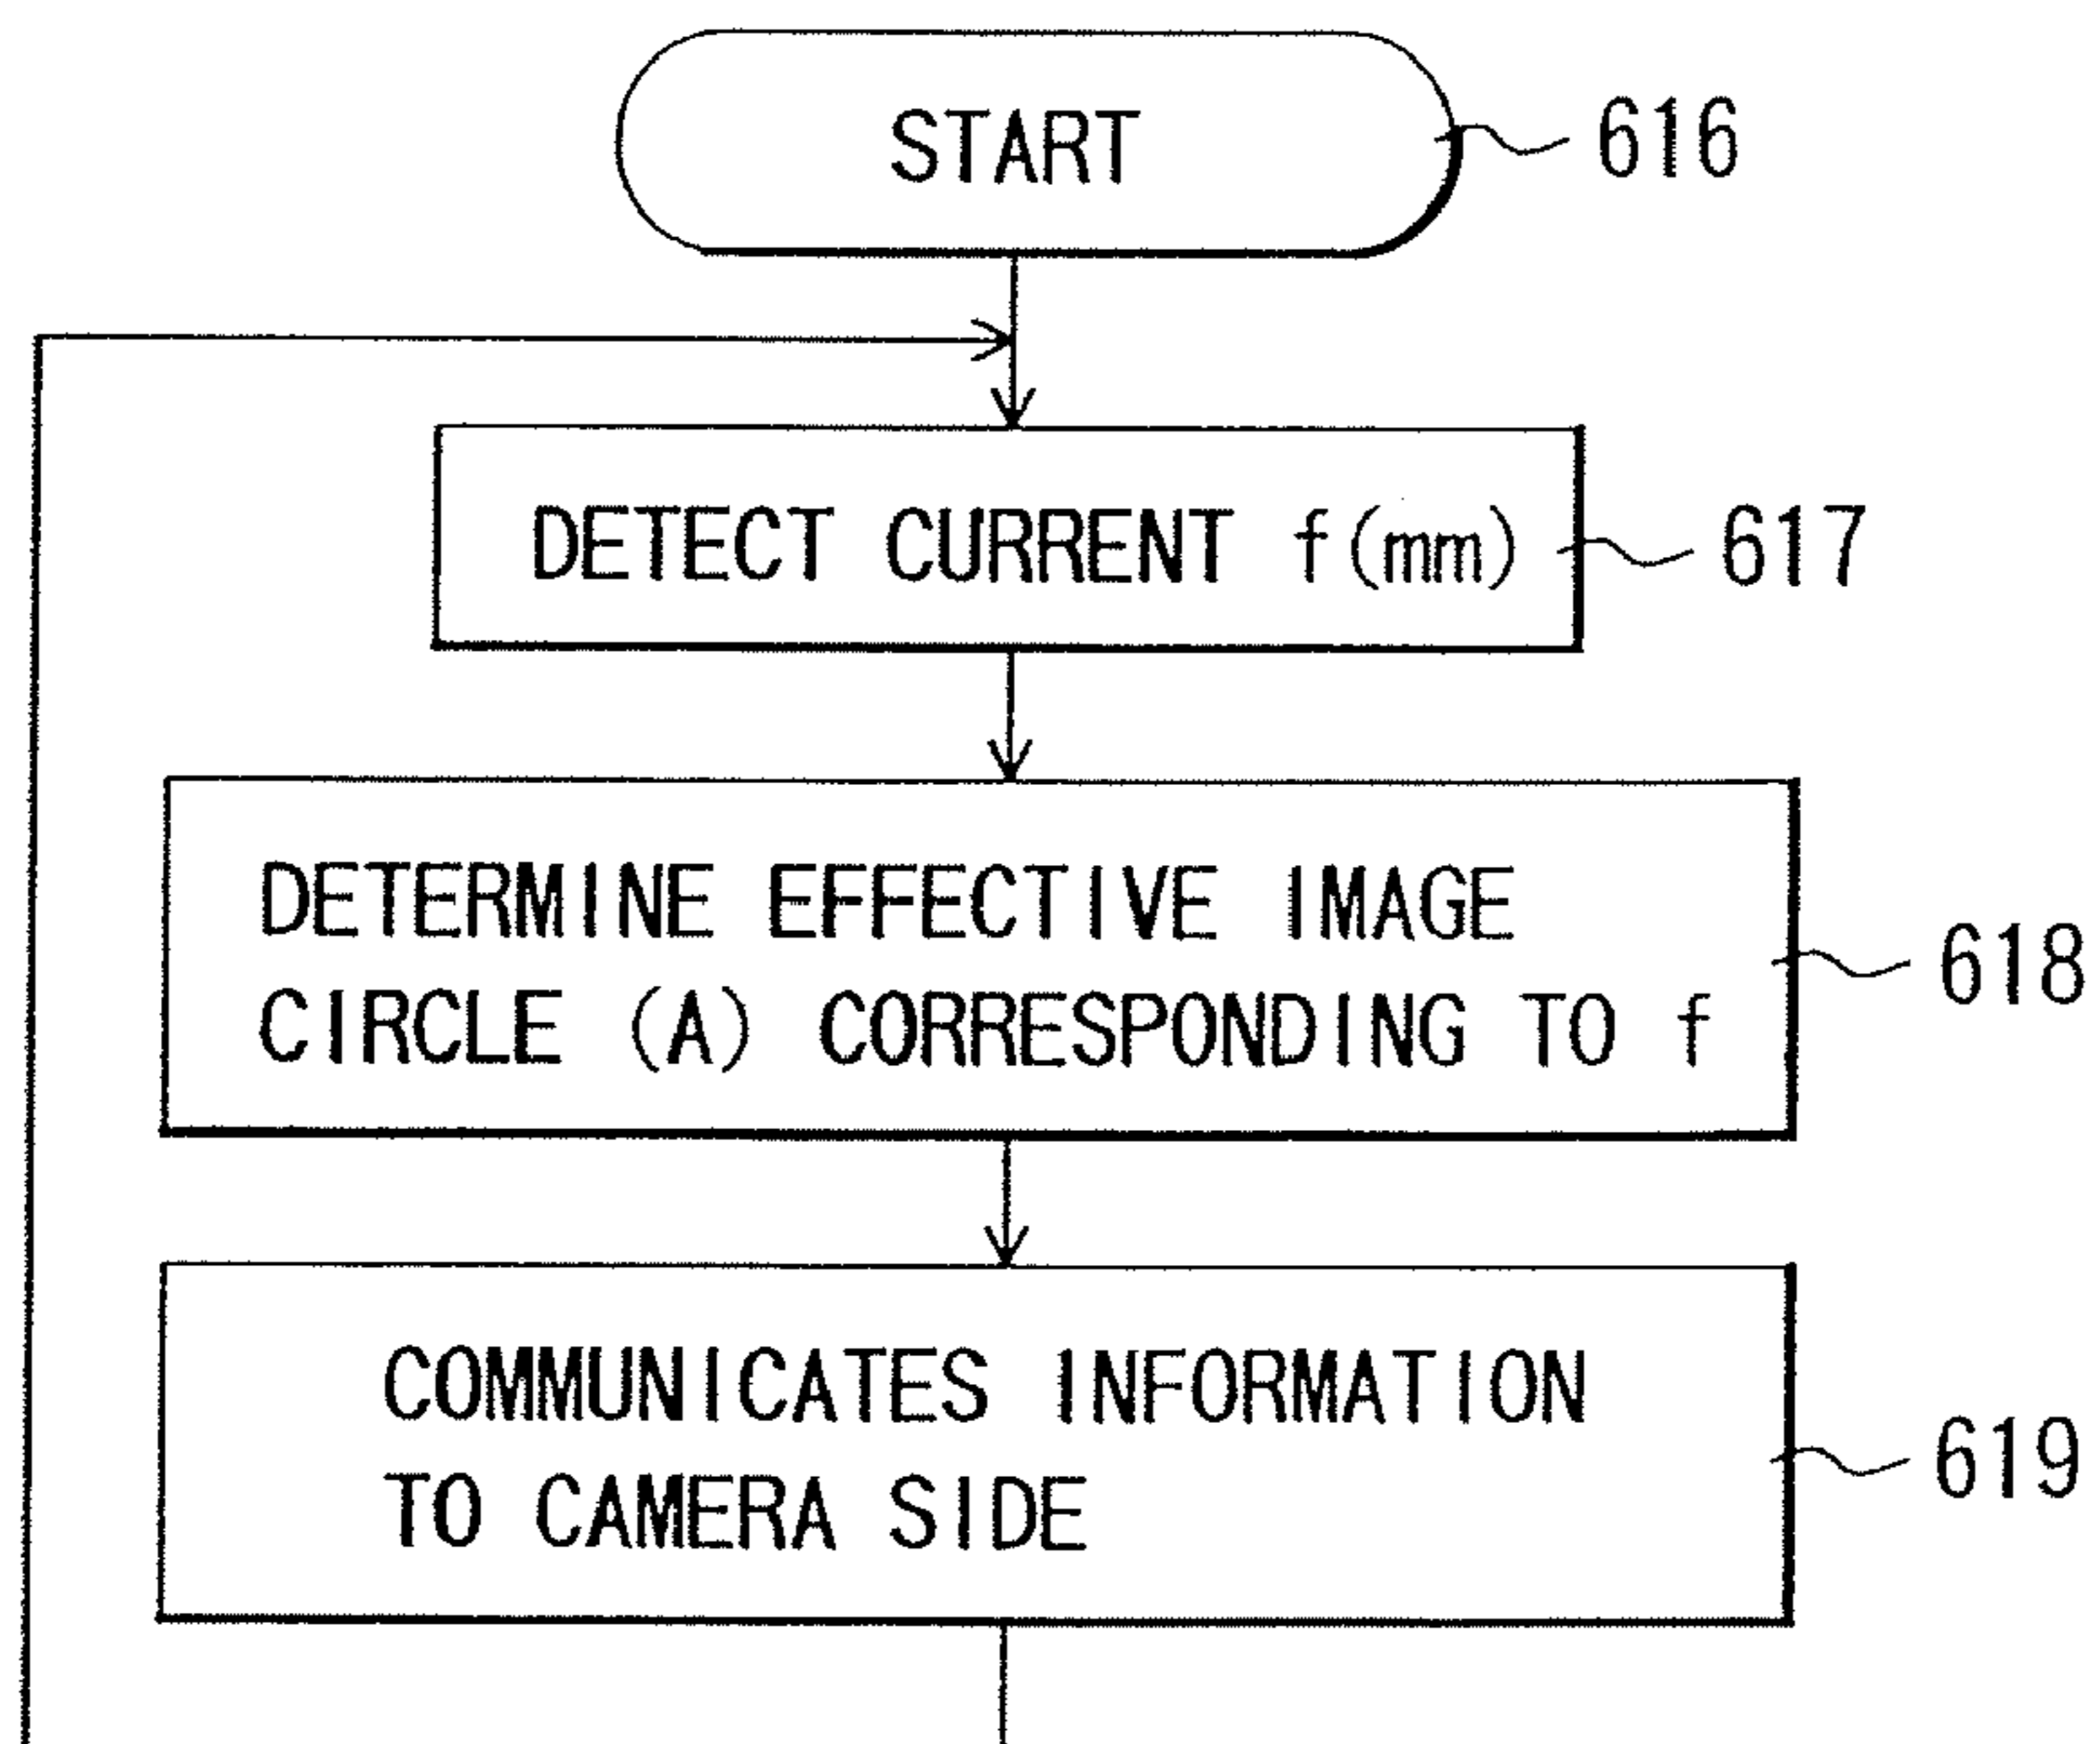 START
616
DETECT CURRENT f(mm)
617
DETERMINE EFFECTIVE IMAGE
CIRCLE (A) CORRESPONDING TO f
618
COMMUNICATES INFORMATION
TO CAMERA SIDE
619